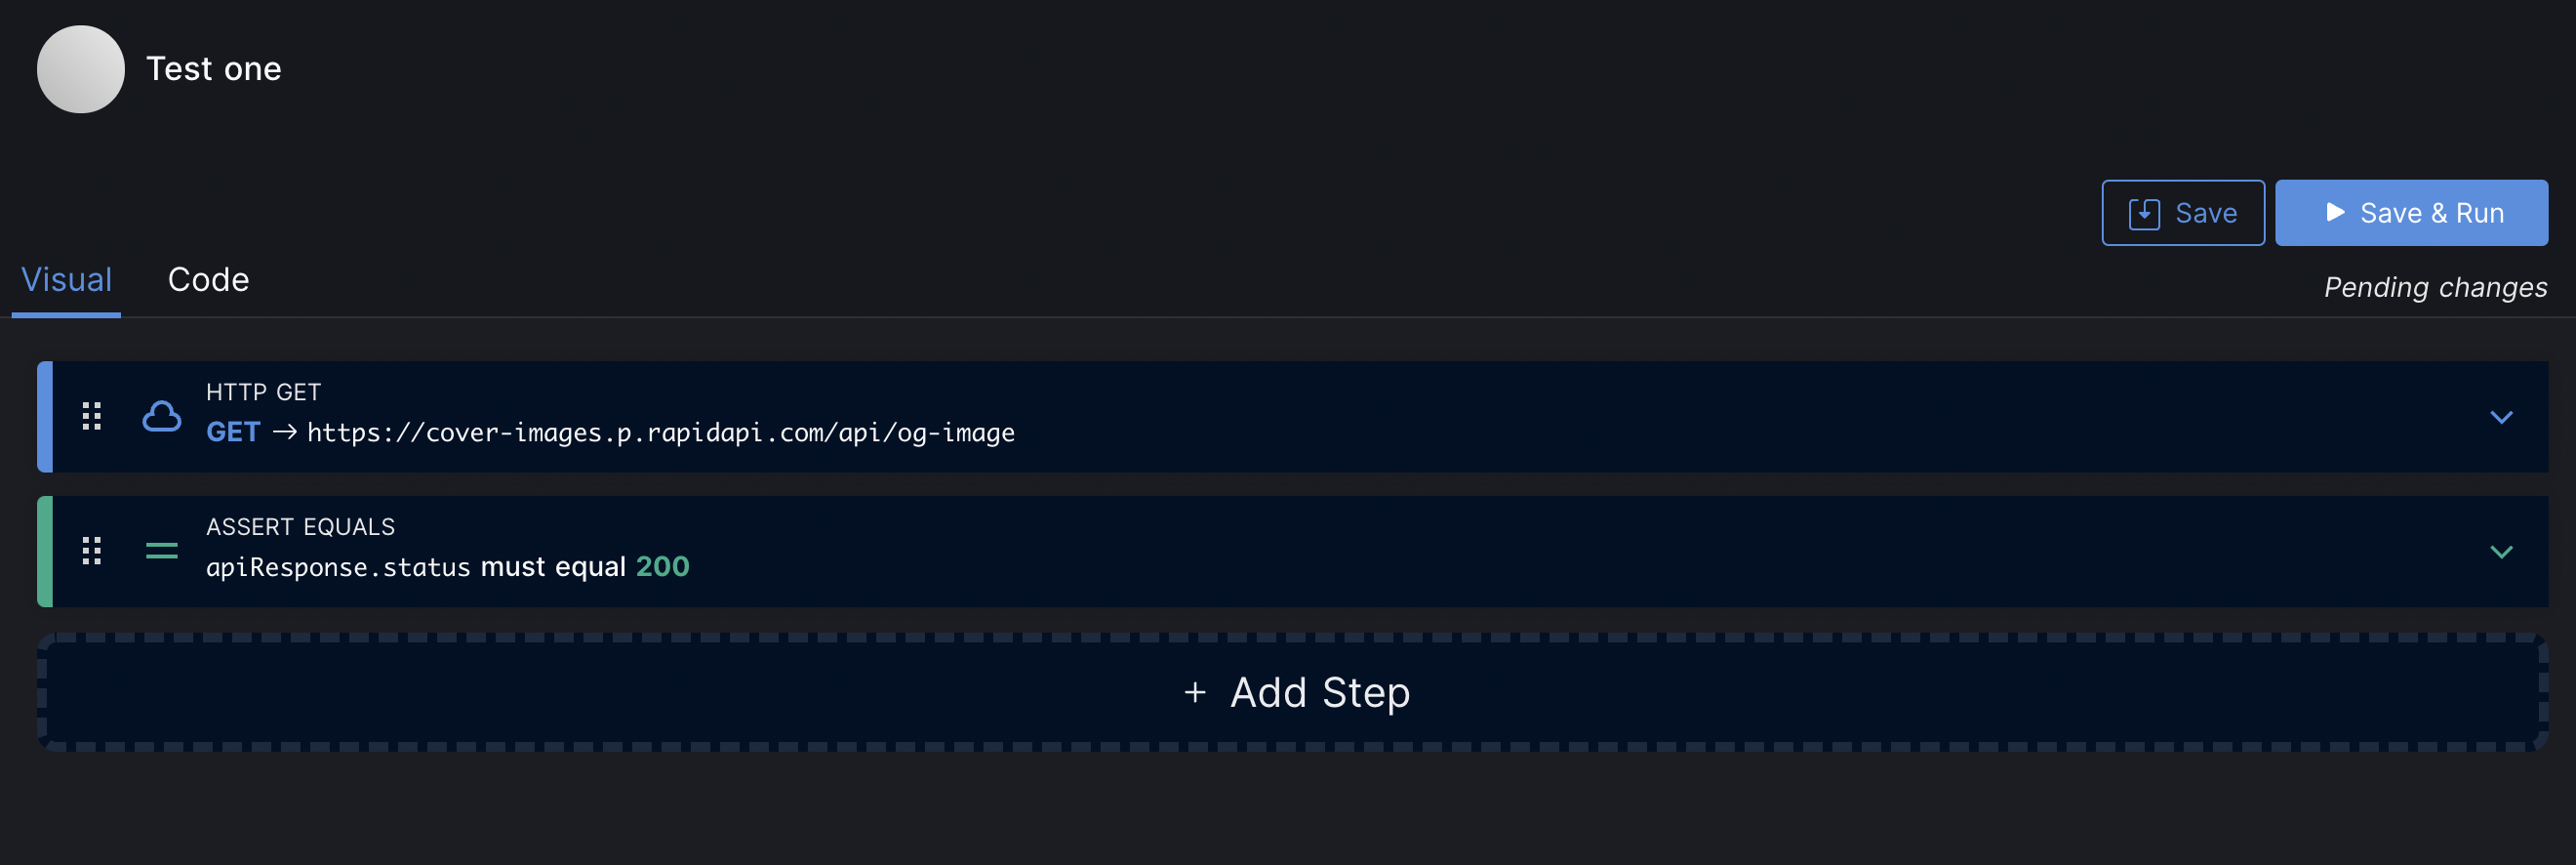 Test one
Save
Save & Run
Visual
Code
Pending changes
HTTP GET
GET → https://cover-images.p.rapidapi.com/api/og-image
ASSERT EQUALS
apiResponse.status must equal 200
+ Add Step